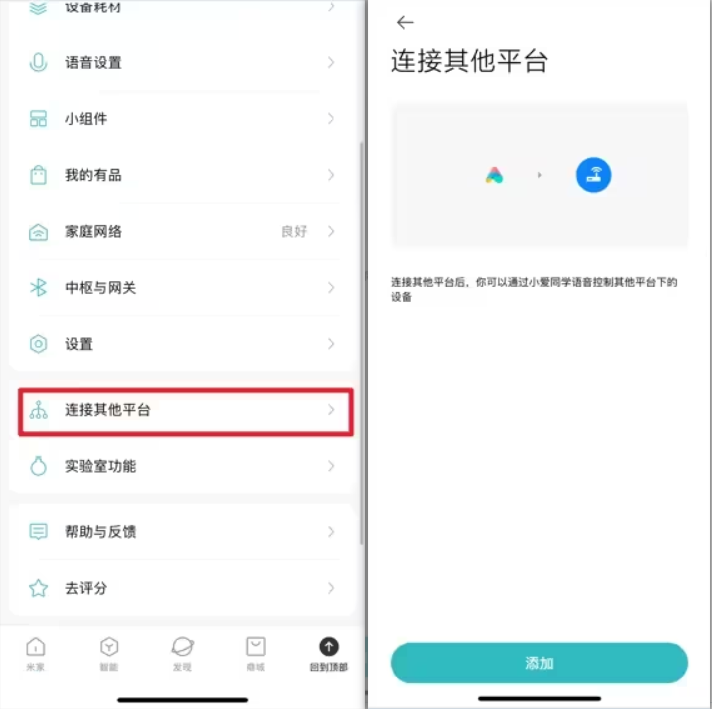 设备耗材
语音设置
小组件
我的有品
家庭网络
良好
中枢与网关
设置
连接其他平台
实验室功能
帮助与反馈
去评分
米家
智能
发现
商城
回到顶部
连接其他平台
连接其他平台后，你可以通过小爱同学语音控制其他平台下的
设备
添加